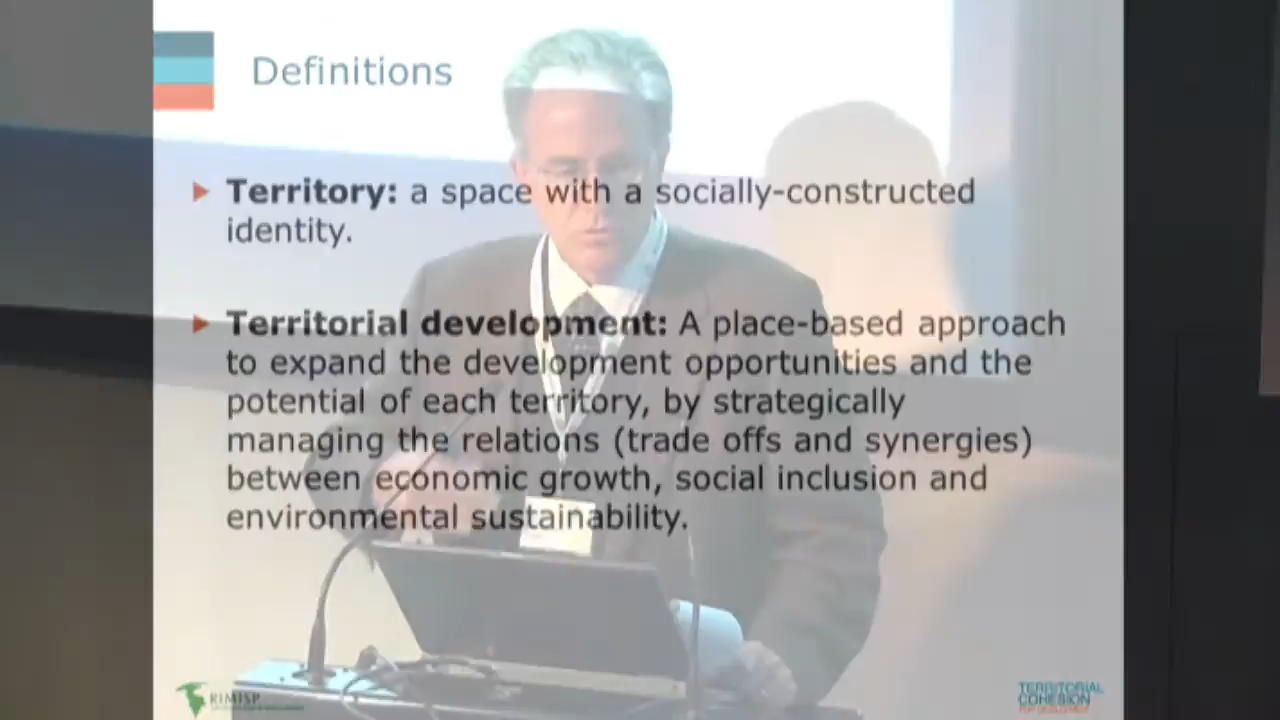 Definitions
Territory: a space with a socially-constructed
identity.
Territorial development: A place-based approach
to expand the development opportunities and the
potential of each territory, by strategically
managing the relations (trade offs and synergies)
between economic growth, social inclusion and
environmental sustainability.
RIMISP
TERRITORIAL
COHESION
FOR DEVELOPMENT